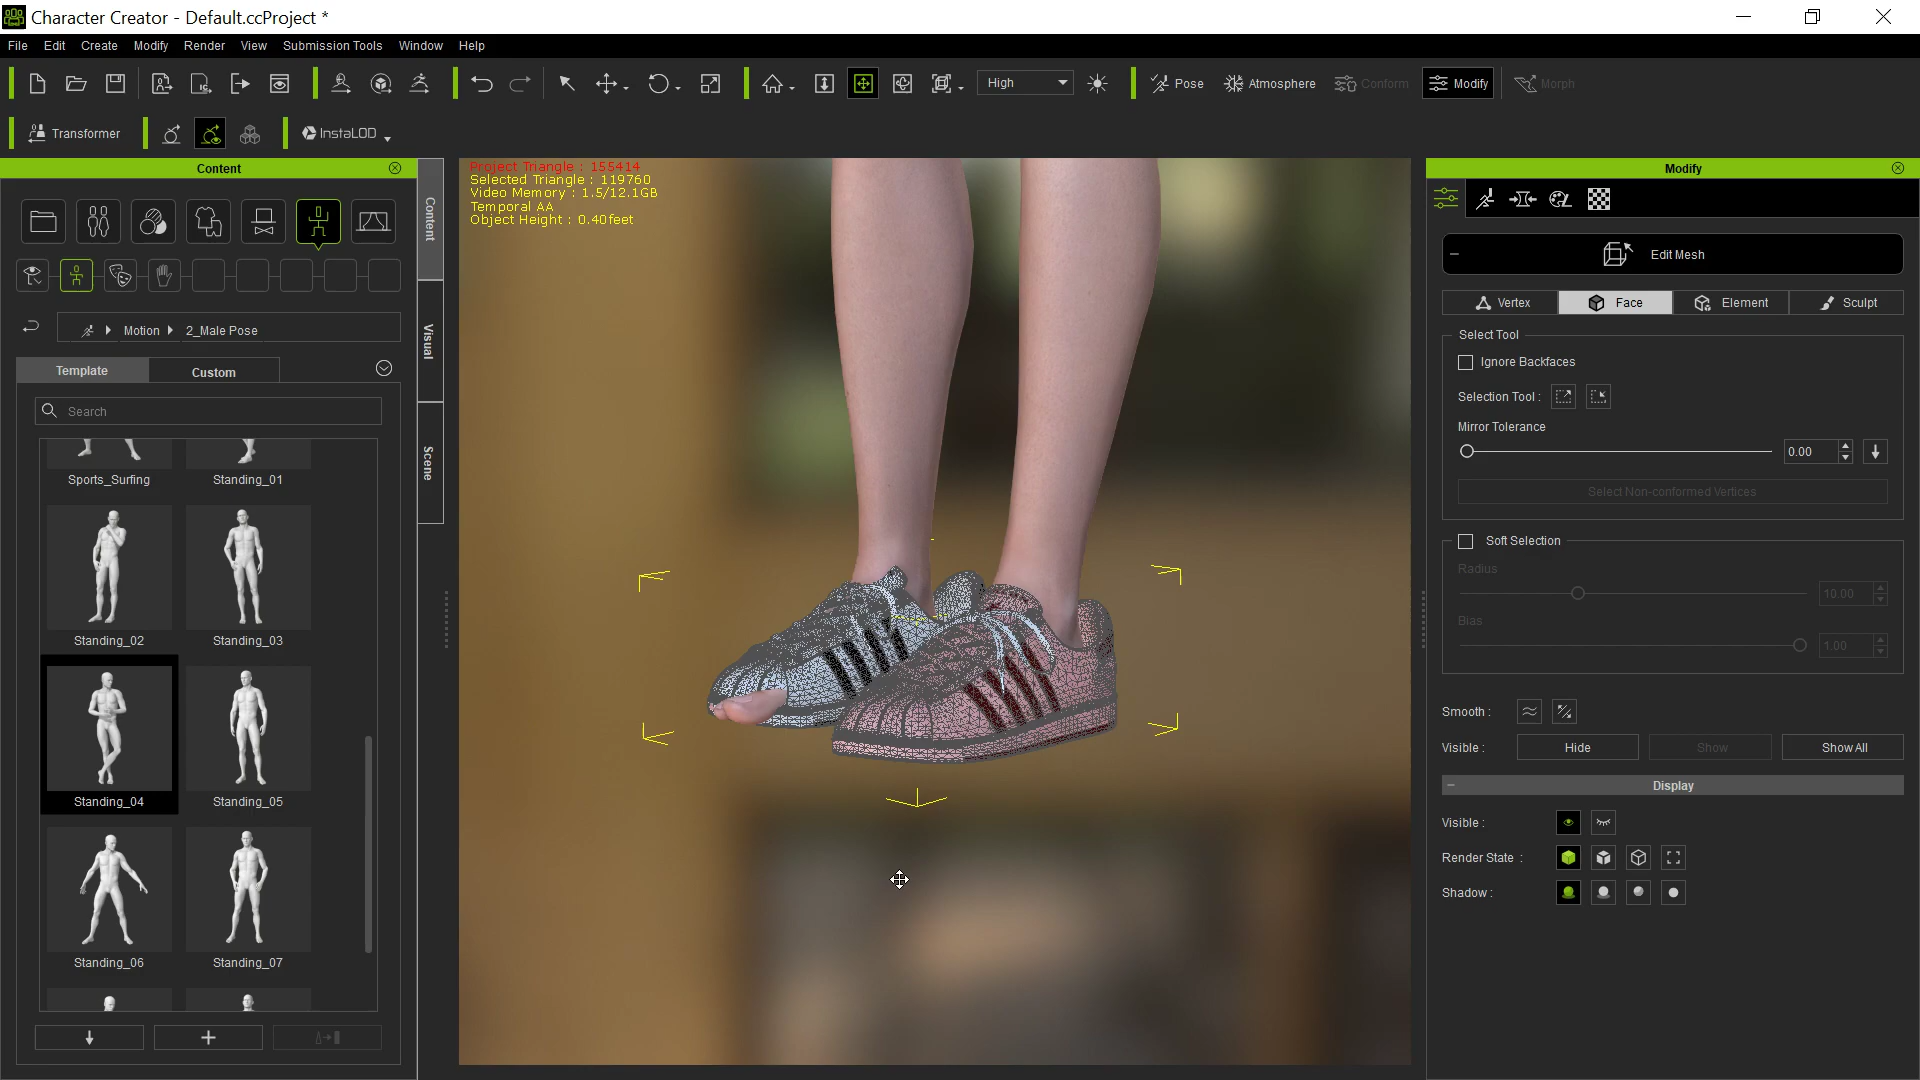 Character Creator - Default.ccProject *
File Edit Create Modify Render View Submission Tools Window Help
High
Pose
Atmosphere
Conform
Modify
Morph
Transformer
InstaLOD
Content
Motion
2_Male Pose
Template
Custom
Search
Sports_Surfing
Standing_01
Standing_02
Standing_03
Standing_04
Standing_05
Standing_06
Standing_07
Content
Visual
Scene
Project Triangle : 155414
Selected Triangle : 119760
Video Memory : 1.5/12.1GB
Temporal AA
Object Height : 0.40feet
Modify
Edit Mesh
Vertex
Face
Element
Sculpt
Select Tool
Ignore Backfaces
Selection Tool :
Mirror Tolerance
0.00
Select Non-conformed Vertices
Soft Selection
Radius
10.00
Bias
1.00
Smooth :
Visible :
Hide
Show
Show All
Display
Visible :
Render State :
Shadow :